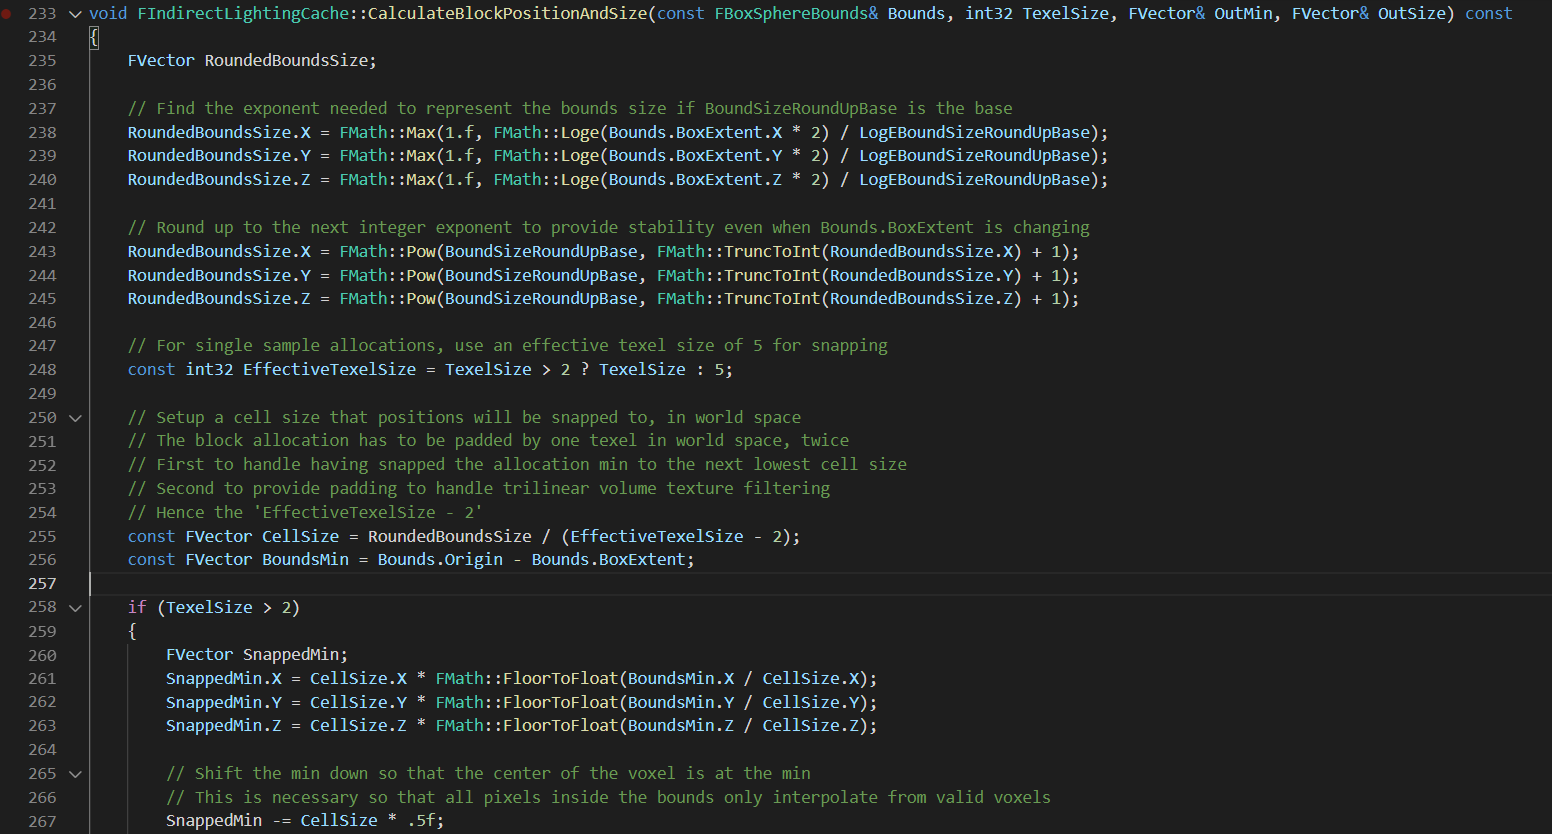 233 void FIndirectLightingCache::CalculateBlockPositionAndSize(const FBoxSphereBounds& Bounds, int32 TexelSize, FVector& OutMin, FVector& OutSize) const
234 {
235     FVector RoundedBoundsSize;
236
237     // Find the exponent needed to represent the bounds size if BoundSizeRoundUpBase is the base
238     RoundedBoundsSize.X = FMath::Max(1.f, FMath::Loge(Bounds.BoxExtent.X * 2) / LogEBoundSizeRoundUpBase);
239     RoundedBoundsSize.Y = FMath::Max(1.f, FMath::Loge(Bounds.BoxExtent.Y * 2) / LogEBoundSizeRoundUpBase);
240     RoundedBoundsSize.Z = FMath::Max(1.f, FMath::Loge(Bounds.BoxExtent.Z * 2) / LogEBoundSizeRoundUpBase);
241
242     // Round up to the next integer exponent to provide stability even when Bounds.BoxExtent is changing
243     RoundedBoundsSize.X = FMath::Pow(BoundSizeRoundUpBase, FMath::TruncToInt(RoundedBoundsSize.X) + 1);
244     RoundedBoundsSize.Y = FMath::Pow(BoundSizeRoundUpBase, FMath::TruncToInt(RoundedBoundsSize.Y) + 1);
245     RoundedBoundsSize.Z = FMath::Pow(BoundSizeRoundUpBase, FMath::TruncToInt(RoundedBoundsSize.Z) + 1);
246
247     // For single sample allocations, use an effective texel size of 5 for snapping
248     const int32 EffectiveTexelSize = TexelSize > 2 ? TexelSize : 5;
249
250     // Setup a cell size that positions will be snapped to, in world space
251     // The block allocation has to be padded by one texel in world space, twice
252     // First to handle having snapped the allocation min to the next lowest cell size
253     // Second to provide padding to handle trilinear volume texture filtering
254     // Hence the 'EffectiveTexelSize - 2'
255     const FVector CellSize = RoundedBoundsSize / (EffectiveTexelSize - 2);
256     const FVector BoundsMin = Bounds.Origin - Bounds.BoxExtent;
257
258     if (TexelSize > 2)
259     {
260         FVector SnappedMin;
261         SnappedMin.X = CellSize.X * FMath::FloorToFloat(BoundsMin.X / CellSize.X);
262         SnappedMin.Y = CellSize.Y * FMath::FloorToFloat(BoundsMin.Y / CellSize.Y);
263         SnappedMin.Z = CellSize.Z * FMath::FloorToFloat(BoundsMin.Z / CellSize.Z);
264
265         // Shift the min down so that the center of the voxel is at the min
266         // This is necessary so that all pixels inside the bounds only interpolate from valid voxels
267         SnappedMin -= CellSize * .5f;